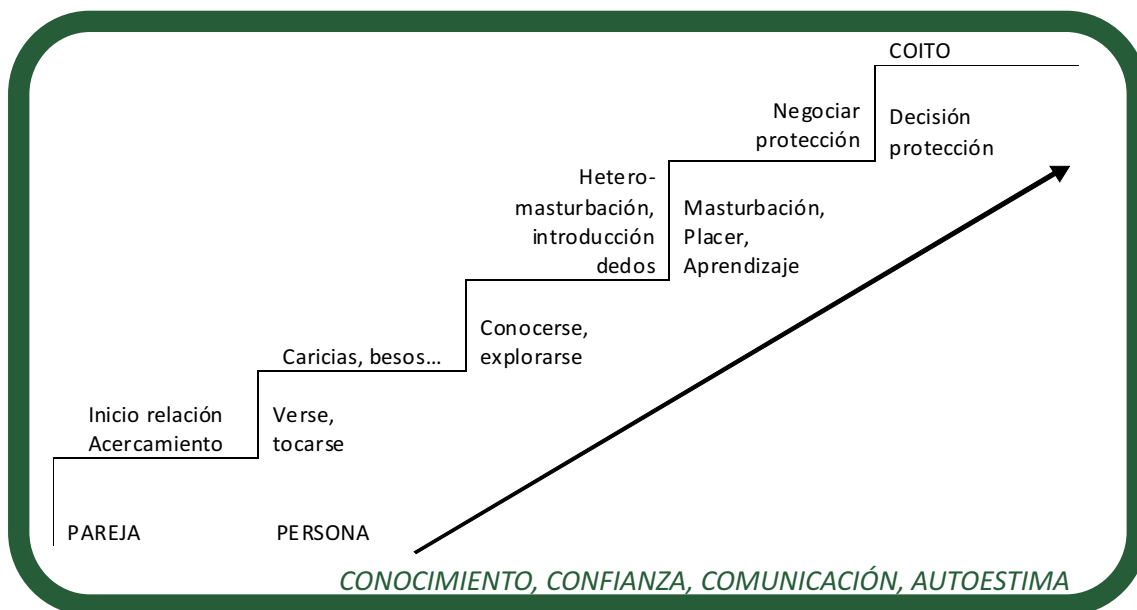 COITO
Negociar
protección
Decisión
protección
Hetero-
masturbación,
introducción
dedos
Masturbación,
Placer,
Aprendizaje
Caricias, besos...
Conocerse,
explorarse
Inicio relación
Acercamiento
Verse,
tocarse
PAREJA
PERSONA
CONOCIMIENTO, CONFIANZA, COMUNICACIÓN, AUTOESTIMA